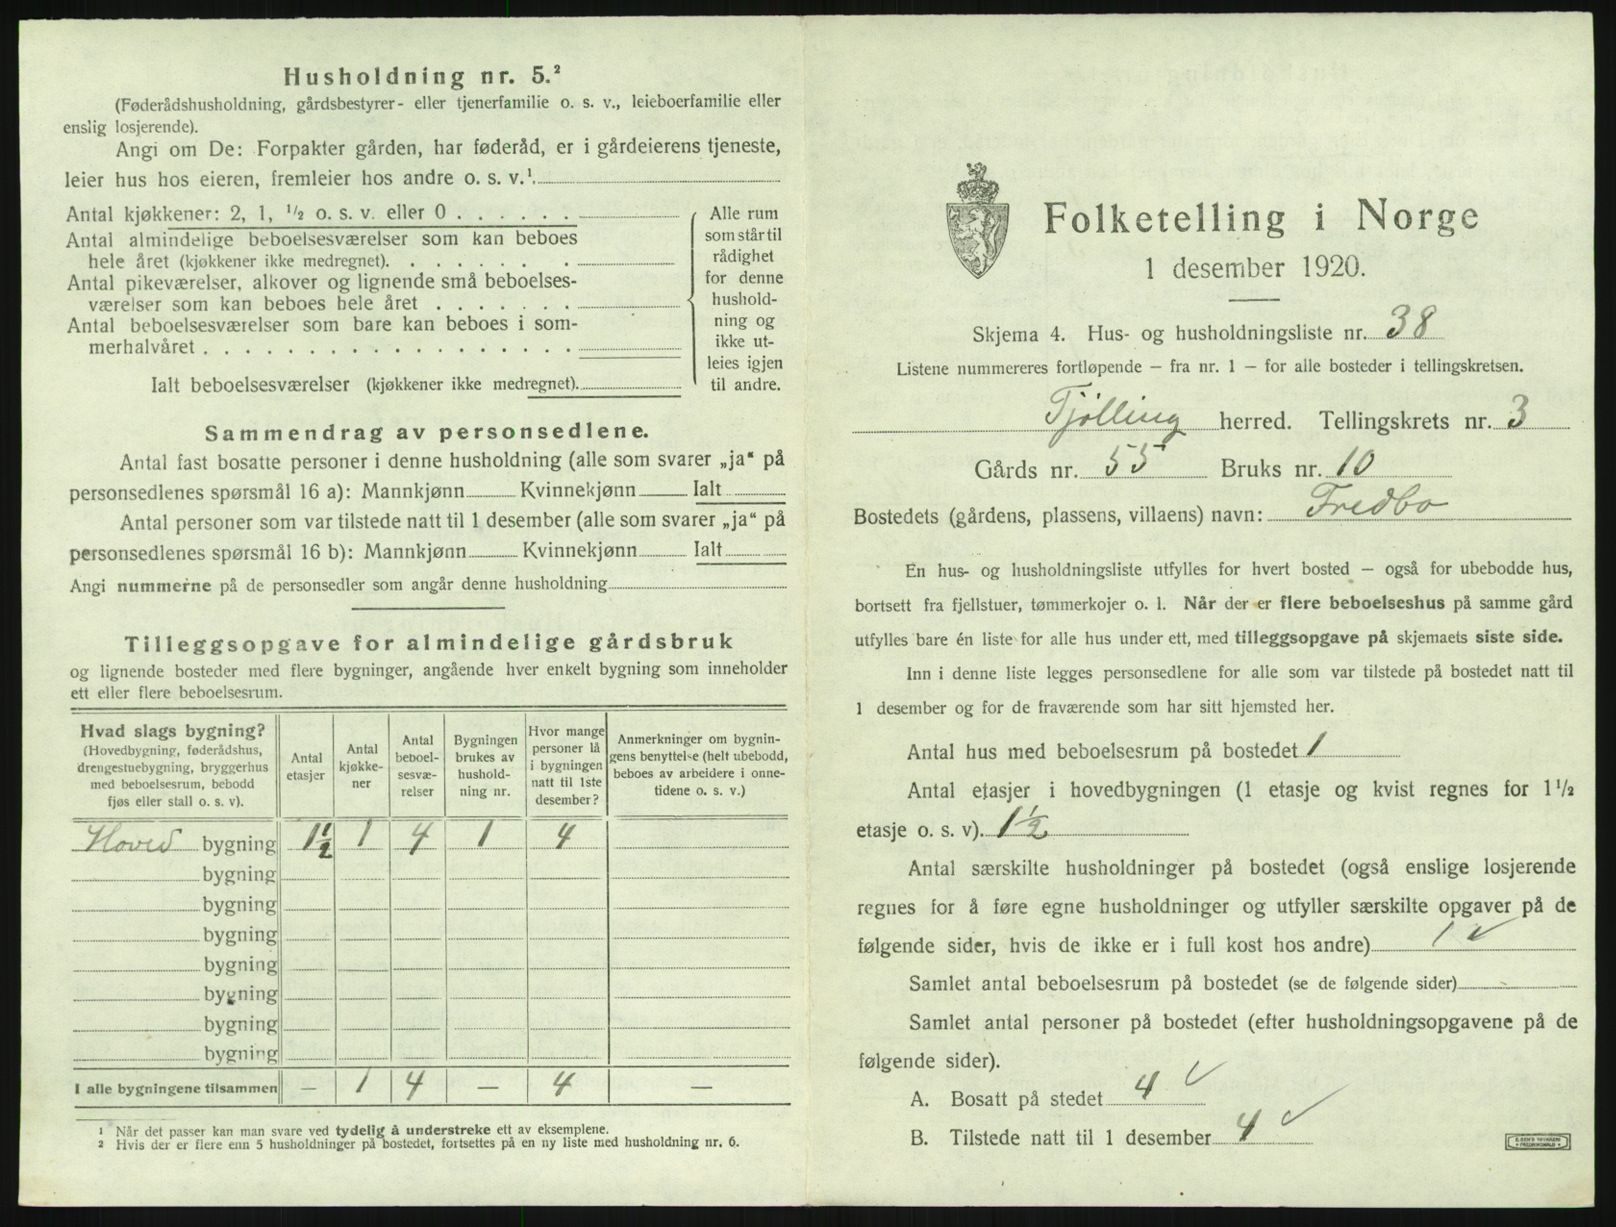 Husholdning nr. 5.²
(Føderådshusholdning, gårdsbestyrer- eller tjenerfamilie o. s. v., leieboerfamilie eller
enslig losjerende).
Angi om De: Forpakter gården, har føderåd, er i gårdeierens tjeneste,
leier hus hos eieren, fremleier hos andre o. s. v.¹
Antal kjøkkener: 2, 1, ½ o. s. v. eller 0
Antal almindelige beboelsesværelser som kan beboes
hele året (kjøkkener ikke medregnet).
Antal pikeværelser, alkover og lignende små beboelses-
værelser som kan beboes hele året
Antal beboelsesværelser som bare kan beboes i som-
merhalvåret
Ialt beboelsesværelser (kjøkkener ikke medregnet).
Alle rum
som står til
rådighet
for denne
hushold-
ning og
ikke ut-
leies igjen
til andre.
Sammendrag av personsedlene.
Antal fast bosatte personer i denne husholdning (alle som svarer „ja“ på
personsedlenes spørsmål 16 a): Mannkjønn Kvinnekjønn Ialt
Antal personer som var tilstede natt til 1 desember (alle som svarer „ja“ på
personsedlenes spørsmål 16 b): Mannkjønn Kvinnekjønn Ialt
Angi nummerne på de personsedler som angår denne husholdning
Tilleggsopgave for almindelige gårdsbruk
og lignende bosteder med flere bygninger, angående hver enkelt bygning som inneholder
ett eller flere beboelsesrum.
Hvad slags bygning?
(Hovedbygning, føderådshus,
drengestuebygning, bryggerhus
med beboelsesrum, bebodd
fjøs eller stall o. s. v).
Antal
etasjer
Antal
kjøkke-
ner
Antal
beboel-
sesvæ-
relser
Bygningen
brukes av
hushold-
ning nr.
Hvor mange
personer lå
i bygningen
natt til 1ste
desember?
Anmerkninger om bygnin-
gens benyttelse (helt ubebodd,
beboes av arbeidere i onne-
tidene o. s. v.)
Hoved bygning 1½ 1 4 1 4
bygning
bygning
bygning
bygning
bygning
bygning
bygning
I alle bygningene tilsammen — 1 4 — 4 —
¹ Når det passer kan man svare ved tydelig å understreke ett av eksemplene.
² Hvis der er flere enn 5 husholdninger på bostedet, fortsettes på en ny liste med husholdning nr. 6.
Folketelling i Norge
1 desember 1920.
Skjema 4. Hus- og husholdningsliste nr. 38
Listene nummereres fortløpende — fra nr. 1 — for alle bosteder i tellingskretsen.
Tjølling herred. Tellingskrets nr. 3
Gårds nr. 55 Bruks nr. 10
Bostedets (gårdens, plassens, villaens) navn: Fredbo
En hus- og husholdningsliste utfylles for hvert bosted — også for ubebodde hus,
bortsett fra fjellstuer, tømmerkojer o. l. Når der er flere beboelseshus på samme gård
utfylles bare én liste for alle hus under ett, med tilleggsopgave på skjemaets siste side.
Inn i denne liste legges personsedlene for alle som var tilstede på bostedet natt til
1 desember og for de fraværende som har sitt hjemsted her.
Antal hus med beboelsesrum på bostedet 1
Antal etasjer i hovedbygningen (1 etasje og kvist regnes for 1½
etasje o. s. v). 1½
Antal særskilte husholdninger på bostedet (også enslige losjerende
regnes for å føre egne husholdninger og utfyller særskilte opgaver på de
følgende sider, hvis de ikke er i full kost hos andre) 1 ✓
Samlet antal beboelsesrum på bostedet (se de følgende sider)
Samlet antal personer på bostedet (efter husholdningsopgavene på de
følgende sider).
A. Bosatt på stedet 4 ✓
B. Tilstede natt til 1 desember 4 ✓